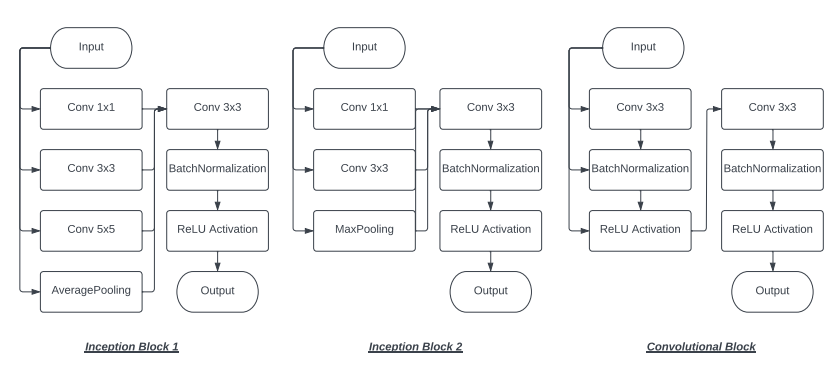 Input
Conv 1x1
Conv 3x3
Conv 5x5
AveragePooling
Conv 3x3
BatchNormalization
ReLU Activation
Output
Inception Block 1
Input
Conv 1x1
Conv 3x3
MaxPooling
Conv 3x3
BatchNormalization
ReLU Activation
Output
Inception Block 2
Input
Conv 3x3
BatchNormalization
ReLU Activation
Conv 3x3
BatchNormalization
ReLU Activation
Output
Convolutional Block